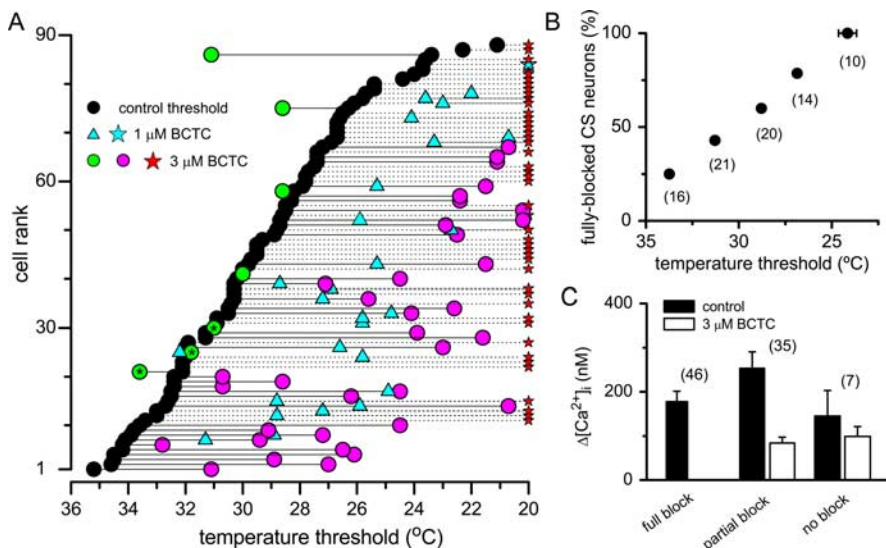 A
90
60
30
1
cell rank
control threshold
1 μM BCTC
3 μM BCTC
36 34 32 30 28 26 24 22 20
temperature threshold (ºC)
B
100
50
0
fully-blocked CS neurons (%)
(10)
(14)
(20)
(21)
(16)
35 30 25
temperature threshold (ºC)
C
400
200
0
Δ[Ca²⁺]ᵢ (nM)
control
3 μM BCTC
(46)
(35)
(7)
full block
partial block
no block